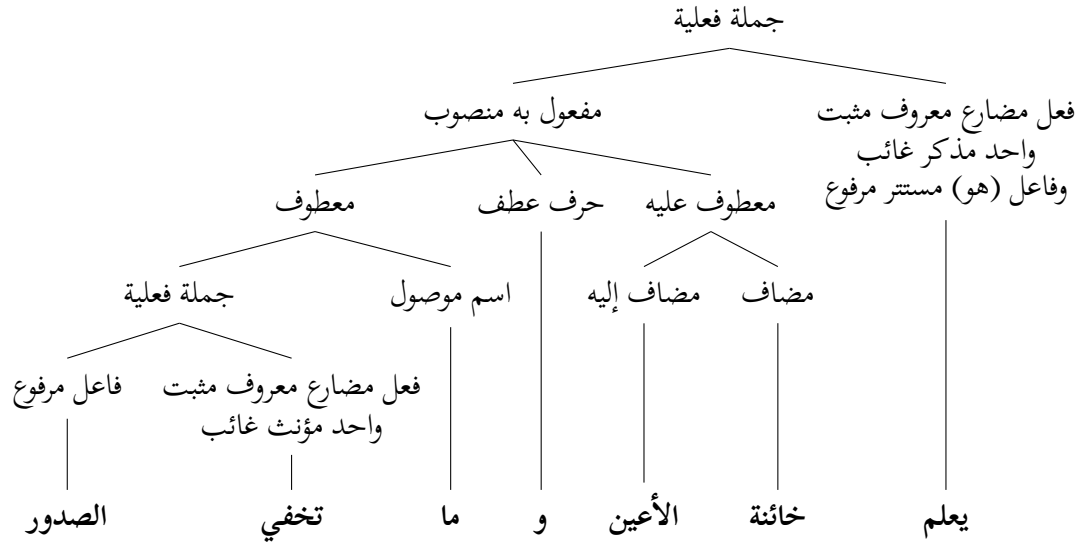 جملة فعلية
فعل مضارع معروف مثبت
واحد مذكر غائب
وفاعل (هو) مستتر مرفوع
مفعول به منصوب
معطوف عليه
حرف عطف
معطوف
مضاف
مضاف إليه
اسم موصول
جملة فعلية
فعل مضارع معروف مثبت
واحد مؤنث غائب
فاعل مرفوع
يعلم خائنة الأعين و ما تخفي الصدور